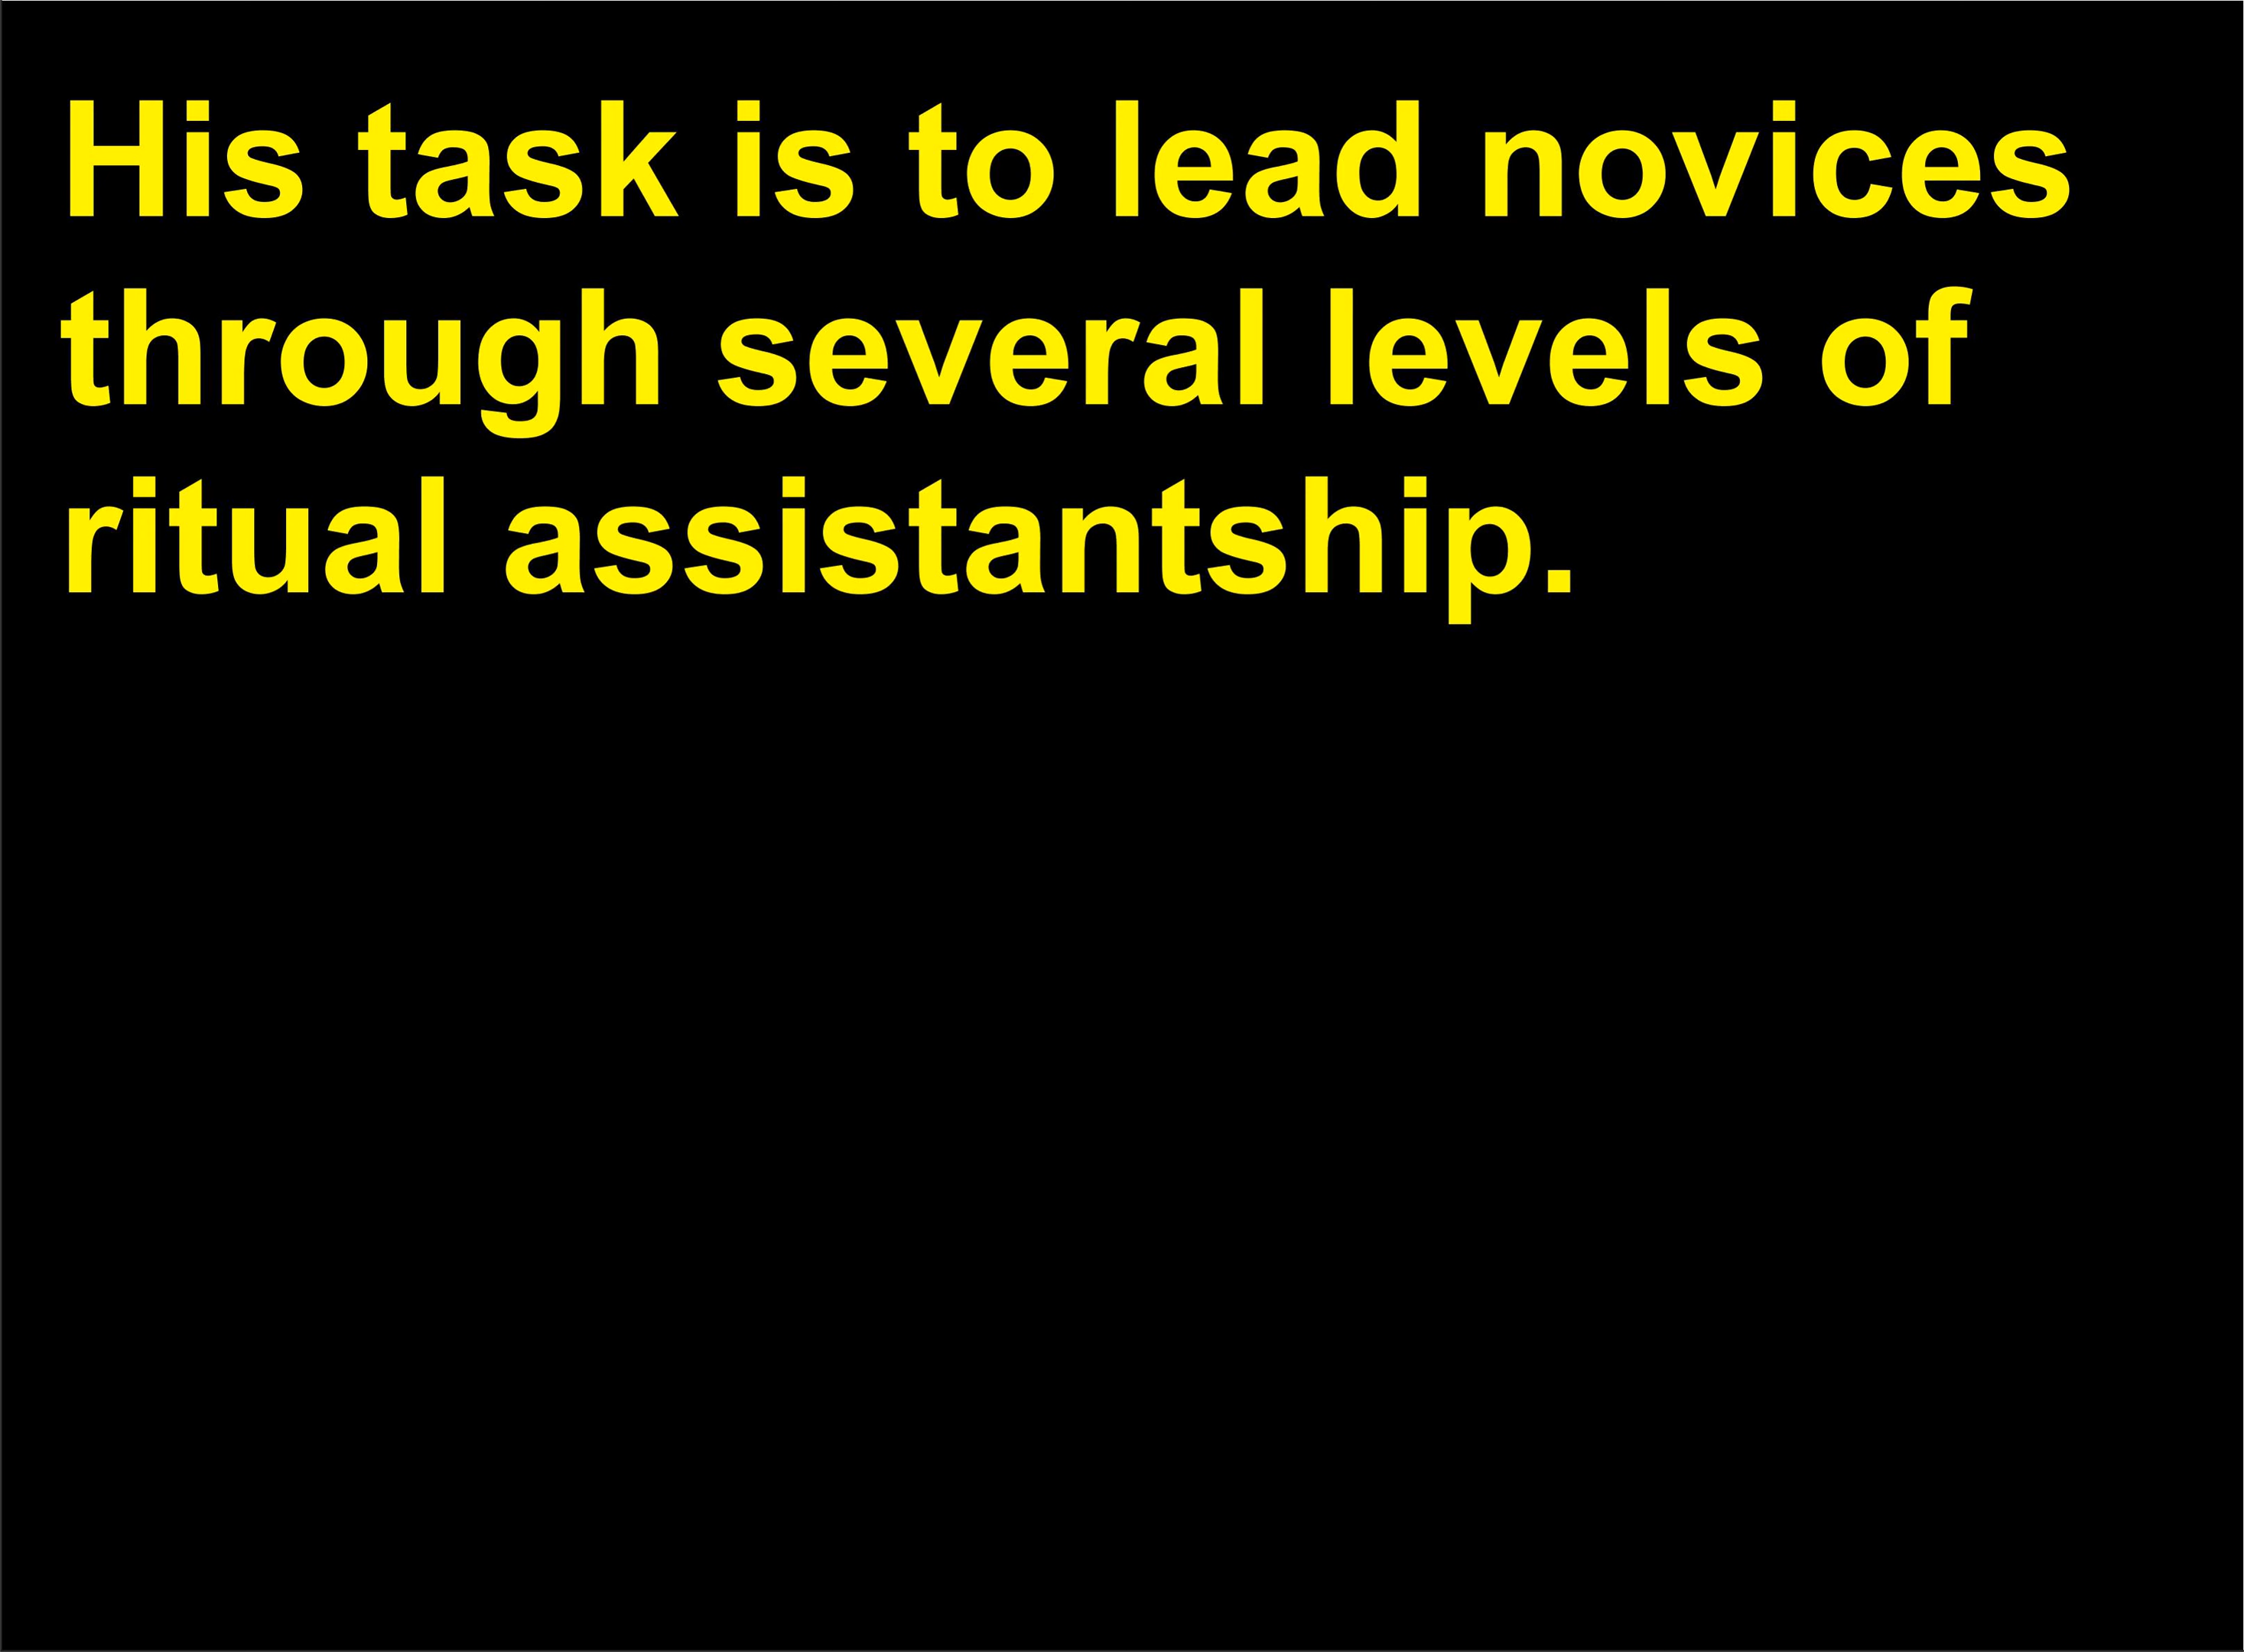 His task is to lead novices
through several levels of
ritual assistantship.